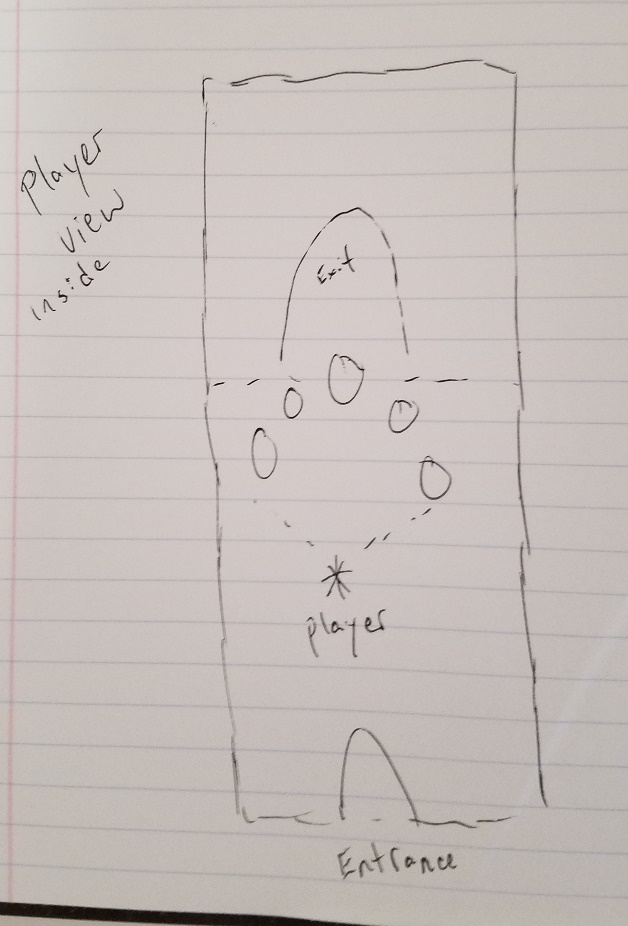 Player
view
inside
Exit
player
Entrance